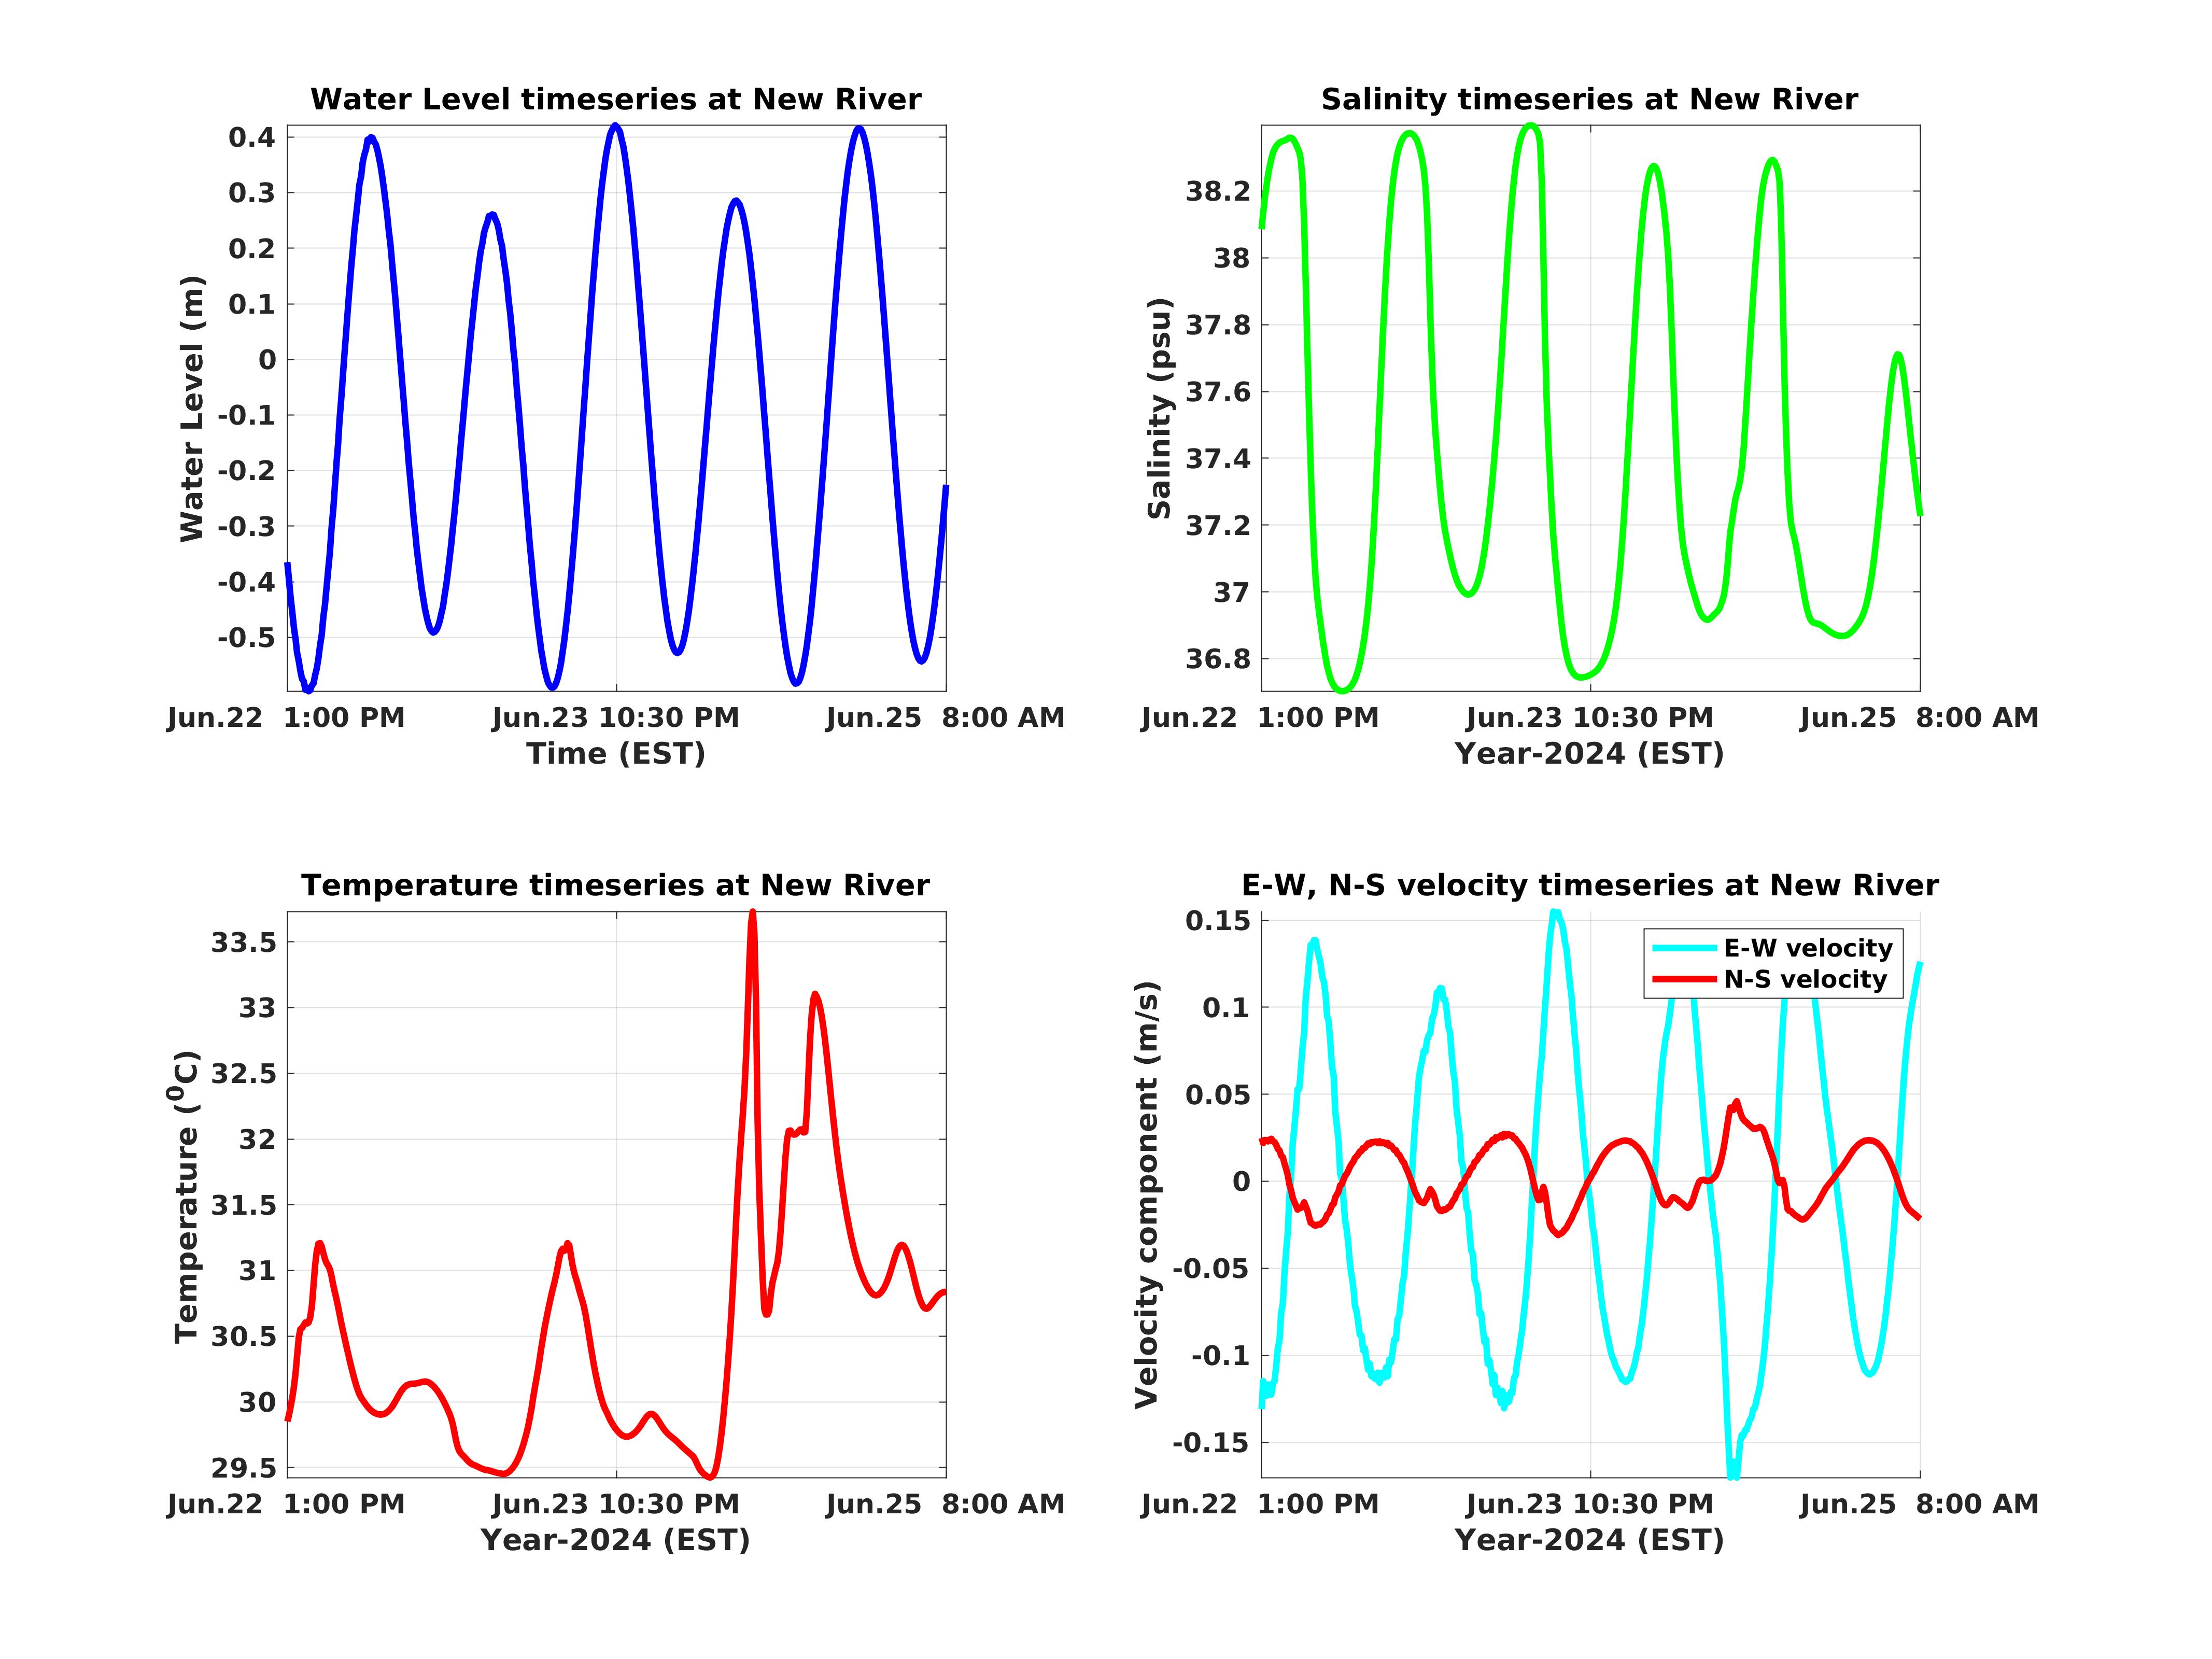 Water Level timeseries at New River
Water Level (m)
0.4
0.3
0.2
0.1
0
-0.1
-0.2
-0.3
-0.4
-0.5
Jun.22 1:00 PM Jun.23 10:30 PM Jun.25 8:00 AM
Time (EST)
Salinity timeseries at New River
Salinity (psu)
38.2
38
37.8
37.6
37.4
37.2
37
36.8
Jun.22 1:00 PM Jun.23 10:30 PM Jun.25 8:00 AM
Year-2024 (EST)
Temperature timeseries at New River
Temperature (⁰C)
33.5
33
32.5
32
31.5
31
30.5
30
29.5
Jun.22 1:00 PM Jun.23 10:30 PM Jun.25 8:00 AM
Year-2024 (EST)
E-W, N-S velocity timeseries at New River
Velocity component (m/s)
0.15
0.1
0.05
0
-0.05
-0.1
-0.15
E-W velocity
N-S velocity
Jun.22 1:00 PM Jun.23 10:30 PM Jun.25 8:00 AM
Year-2024 (EST)